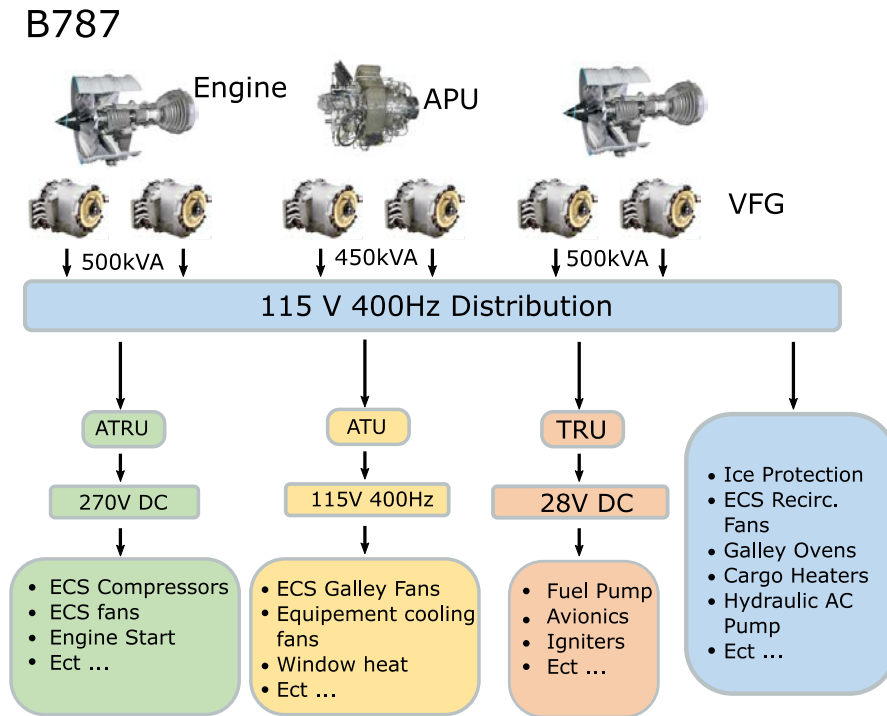 B787
Engine
APU
VFG
500kVA
450kVA
500kVA
115 V 400Hz Distribution
ATRU
ATU
TRU
270V DC
115V 400Hz
28V DC
• ECS Compressors
• ECS fans
• Engine Start
• Ect ...
• ECS Galley Fans
• Equipement cooling
fans
• Window heat
• Ect ...
• Fuel Pump
• Avionics
• Igniters
• Ect ...
• Ice Protection
• ECS Recirc.
Fans
• Galley Ovens
• Cargo Heaters
• Hydraulic AC
Pump
• Ect ...